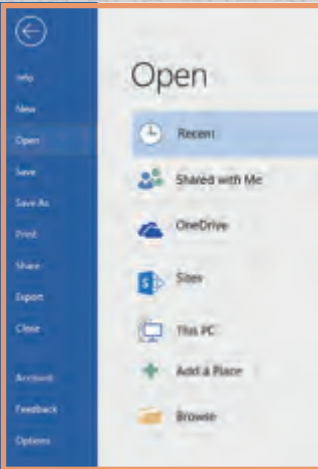 Info
New
Open
Save
Save As
Print
Share
Export
Close
Account
Feedback
Options
Open
Recent
Shared with Me
OneDrive
Sites
This PC
Add a Place
Browse